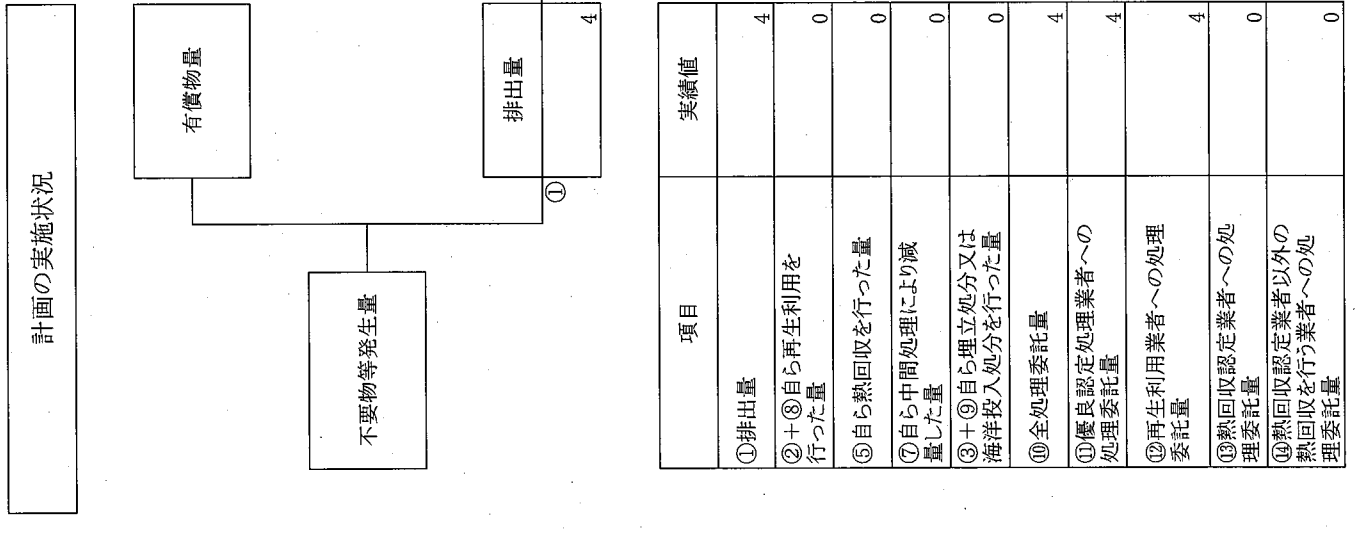 計画の実施状況
有償物量
不要物等発生量
排出量
①
4
項目
実績値
①排出量
4
②+⑧自ら再生利用を
行った量
0
⑤自ら熱回収を行った量
0
⑦自ら中間処理により減
量した量
0
③+⑨自ら埋立処分又は
海洋投入処分を行った量
0
⑩全処理委託量
4
⑪優良認定処理業者への
処理委託量
4
⑫再生利用業者への処理
委託量
4
⑬熱回収認定業者への処
理委託量
0
⑭熱回収認定業者以外の
熱回収を行う業者への処
理委託量
0